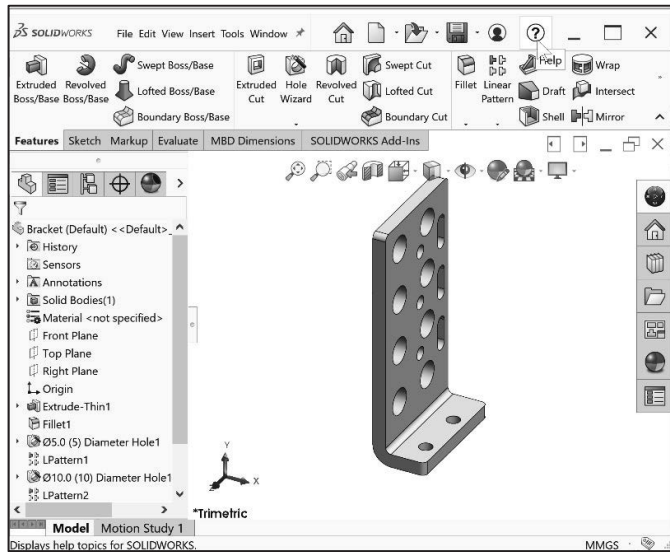 SOLIDWORKS File Edit View Insert Tools Window
Help
Extruded Boss/Base
Revolved Boss/Base
Swept Boss/Base
Lofted Boss/Base
Boundary Boss/Base
Extruded Cut
Hole Wizard
Revolved Cut
Swept Cut
Lofted Cut
Boundary Cut
Fillet
Linear Pattern
Draft
Shell
Wrap
Intersect
Mirror
Features Sketch Markup Evaluate MBD Dimensions SOLIDWORKS Add-Ins
Bracket (Default) <<Default>_
History
Sensors
Annotations
Solid Bodies(1)
Material <not specified>
Front Plane
Top Plane
Right Plane
Origin
Extrude-Thin1
Fillet1
Ø5.0 (5) Diameter Hole1
LPattern1
Ø10.0 (10) Diameter Hole1
LPattern2
Y
X
*Trimetric
Model Motion Study 1
Displays help topics for SOLIDWORKS.
MMGS